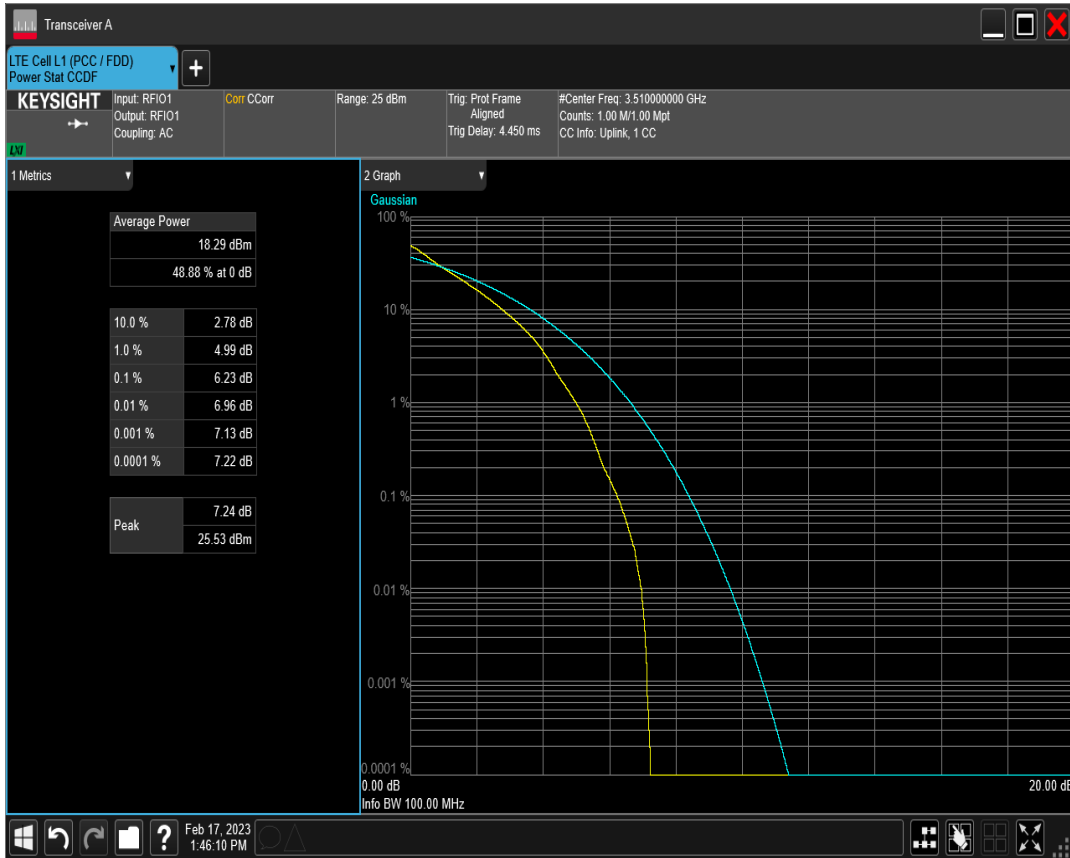 Transceiver A
LTE Cell L1 (PCC / FDD)
Power Stat CCDF
+
KEYSIGHT
LXI
Input: RFIO1
Output: RFIO1
Coupling: AC
Corr CCorr
Range: 25 dBm
Trig: Prot Frame
Aligned
Trig Delay: 4.450 ms
#Center Freq: 3.510000000 GHz
Counts: 1.00 M/1.00 Mpt
CC Info: Uplink, 1 CC
1 Metrics
Average Power
18.29 dBm
48.88 % at 0 dB
10.0 % 2.78 dB
1.0 % 4.99 dB
0.1 % 6.23 dB
0.01 % 6.96 dB
0.001 % 7.13 dB
0.0001 % 7.22 dB
Peak 7.24 dB
25.53 dBm
2 Graph
Gaussian
100 %
10 %
1 %
0.1 %
0.01 %
0.001 %
0.0001 %
0.00 dB 20.00 dB
Info BW 100.00 MHz
?
Feb 17, 2023
1:46:10 PM